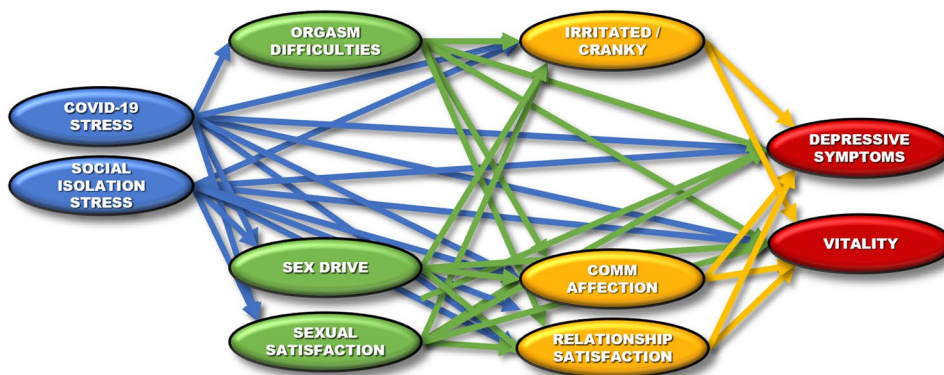 ORGASM
DIFFICULTIES
IRRITATED /
CRANKY
COVID-19
STRESS
SOCIAL
ISOLATION
STRESS
DEPRESSIVE
SYMPTOMS
VITALITY
SEX DRIVE
COMM
AFFECTION
SEXUAL
SATISFACTION
RELATIONSHIP
SATISFACTION